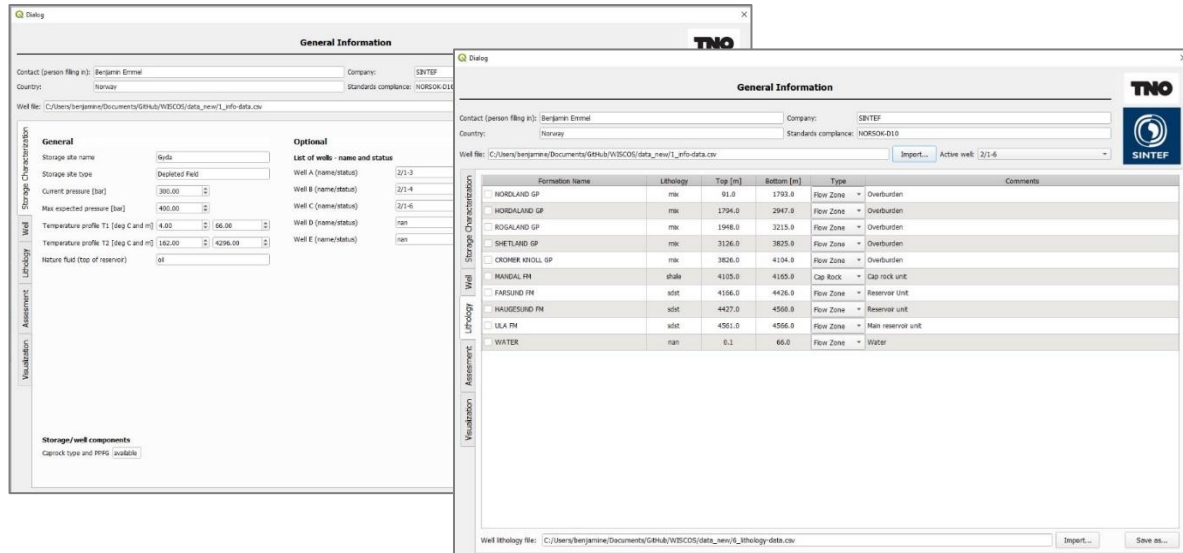 Dialog
General Information
TNO
Contact (person filing in): Benjamin Emmel Company: SINTEF
Country: Norway Standards compliance: NORSOK-D10
Well file: C:/Users/benjamine/Documents/GitHub/WISCOS/data_new/1_info-data.csv
Storage Characterization
Well
Lithology
Assesment
Visualization
General
Storage site name Gyda
Storage site type Depleted Field
Current pressure [bar] 300.00
Max expected pressure [bar] 400.00
Temperature profile T1 [deg C and m] 4.00 66.00
Temperature profile T2 [deg C and m] 162.00 4296.00
Nature fluid (top of reservoir) oil
Optional
List of wells - name and status
Well A (name/status) 2/1-3
Well B (name/status) 2/1-4
Well C (name/status) 2/1-6
Well D (name/status) nan
Well E (name/status) nan
Storage/well components
Caprock type and PPFG available
Dialog
General Information
TNO
SINTEF
Contact (person filing in): Benjamin Emmel Company: SINTEF
Country: Norway Standards compliance: NORSOK-D10
Well file: C:/Users/benjamine/Documents/GitHub/WISCOS/data_new/1_info-data.csv Import... Active well: 2/1-6
Storage Characterization
Well
Lithology
Assesment
Visualization
Formation Name Lithology Top [m] Bottom [m] Type Comments
NORDLAND GP mix 91.0 1793.0 Flow Zone Overburden
HORDALAND GP mix 1794.0 2947.0 Flow Zone Overburden
ROGALAND GP mix 1948.0 3215.0 Flow Zone Overburden
SHETLAND GP mix 3126.0 3825.0 Flow Zone Overburden
CROMER KNOLL GP mix 3826.0 4104.0 Flow Zone Overburden
MANDAL FM shale 4105.0 4165.0 Cap Rock Cap rock unit
FARSUND FM sdst 4166.0 4426.0 Flow Zone Reservoir Unit
HAUGESUND FM sdst 4427.0 4560.0 Flow Zone Reservoir unit
ULA FM sdst 4561.0 4566.0 Flow Zone Main reservoir unit
WATER nan 0.1 66.0 Flow Zone Water
Well lithology file: C:/Users/benjamine/Documents/GitHub/WISCOS/data_new/6_lithology-data.csv Import... Save as...